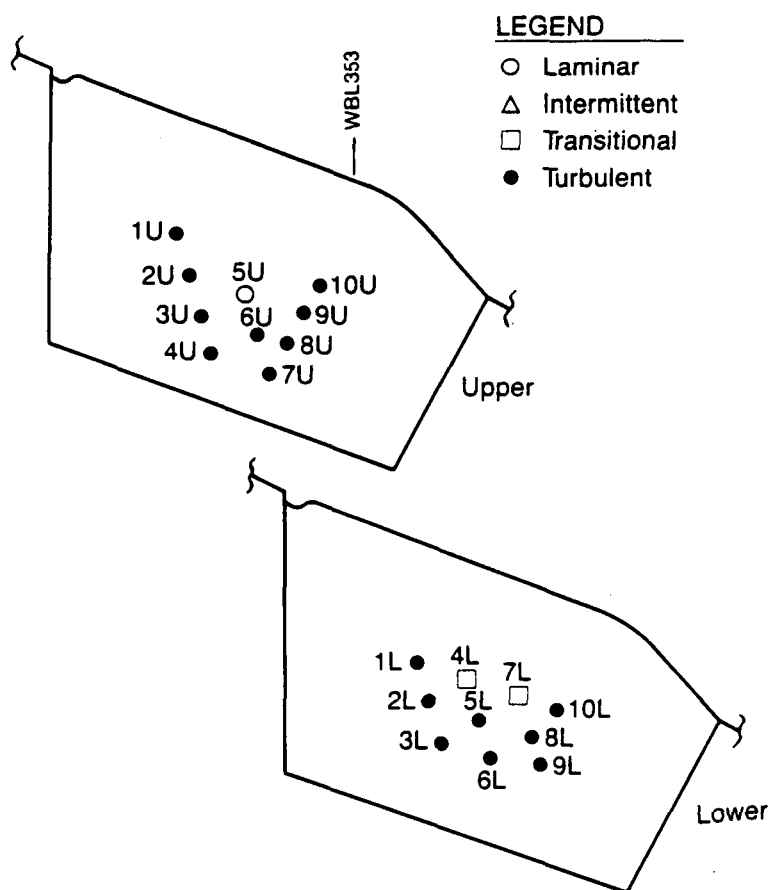 LEGEND
Laminar
Intermittent
Transitional
Turbulent
WBL353
1U
2U
5U
10U
3U
6U
9U
4U
8U
7U
Upper
1L
4L
7L
2L
5L
10L
3L
8L
6L
9L
Lower